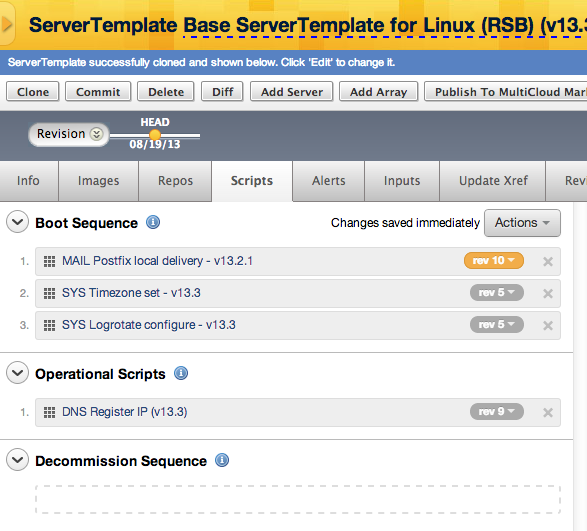 ServerTemplate Base ServerTemplate for Linux (RSB) (v13.
ServerTemplate successfully cloned and shown below. Click 'Edit' to change it.
Clone Commit Delete Diff Add Server Add Array Publish To MultiCloud Mar
Revision HEAD
08/19/13
Info Images Repos Scripts Alerts Inputs Update Xref Rev
Boot Sequence i Changes saved immediately Actions
1. MAIL Postfix local delivery - v13.2.1 rev 10
2. SYS Timezone set - v13.3 rev 5
3. SYS Logrotate configure - v13.3 rev 5
Operational Scripts i
1. DNS Register IP (v13.3) rev 9
Decommission Sequence i